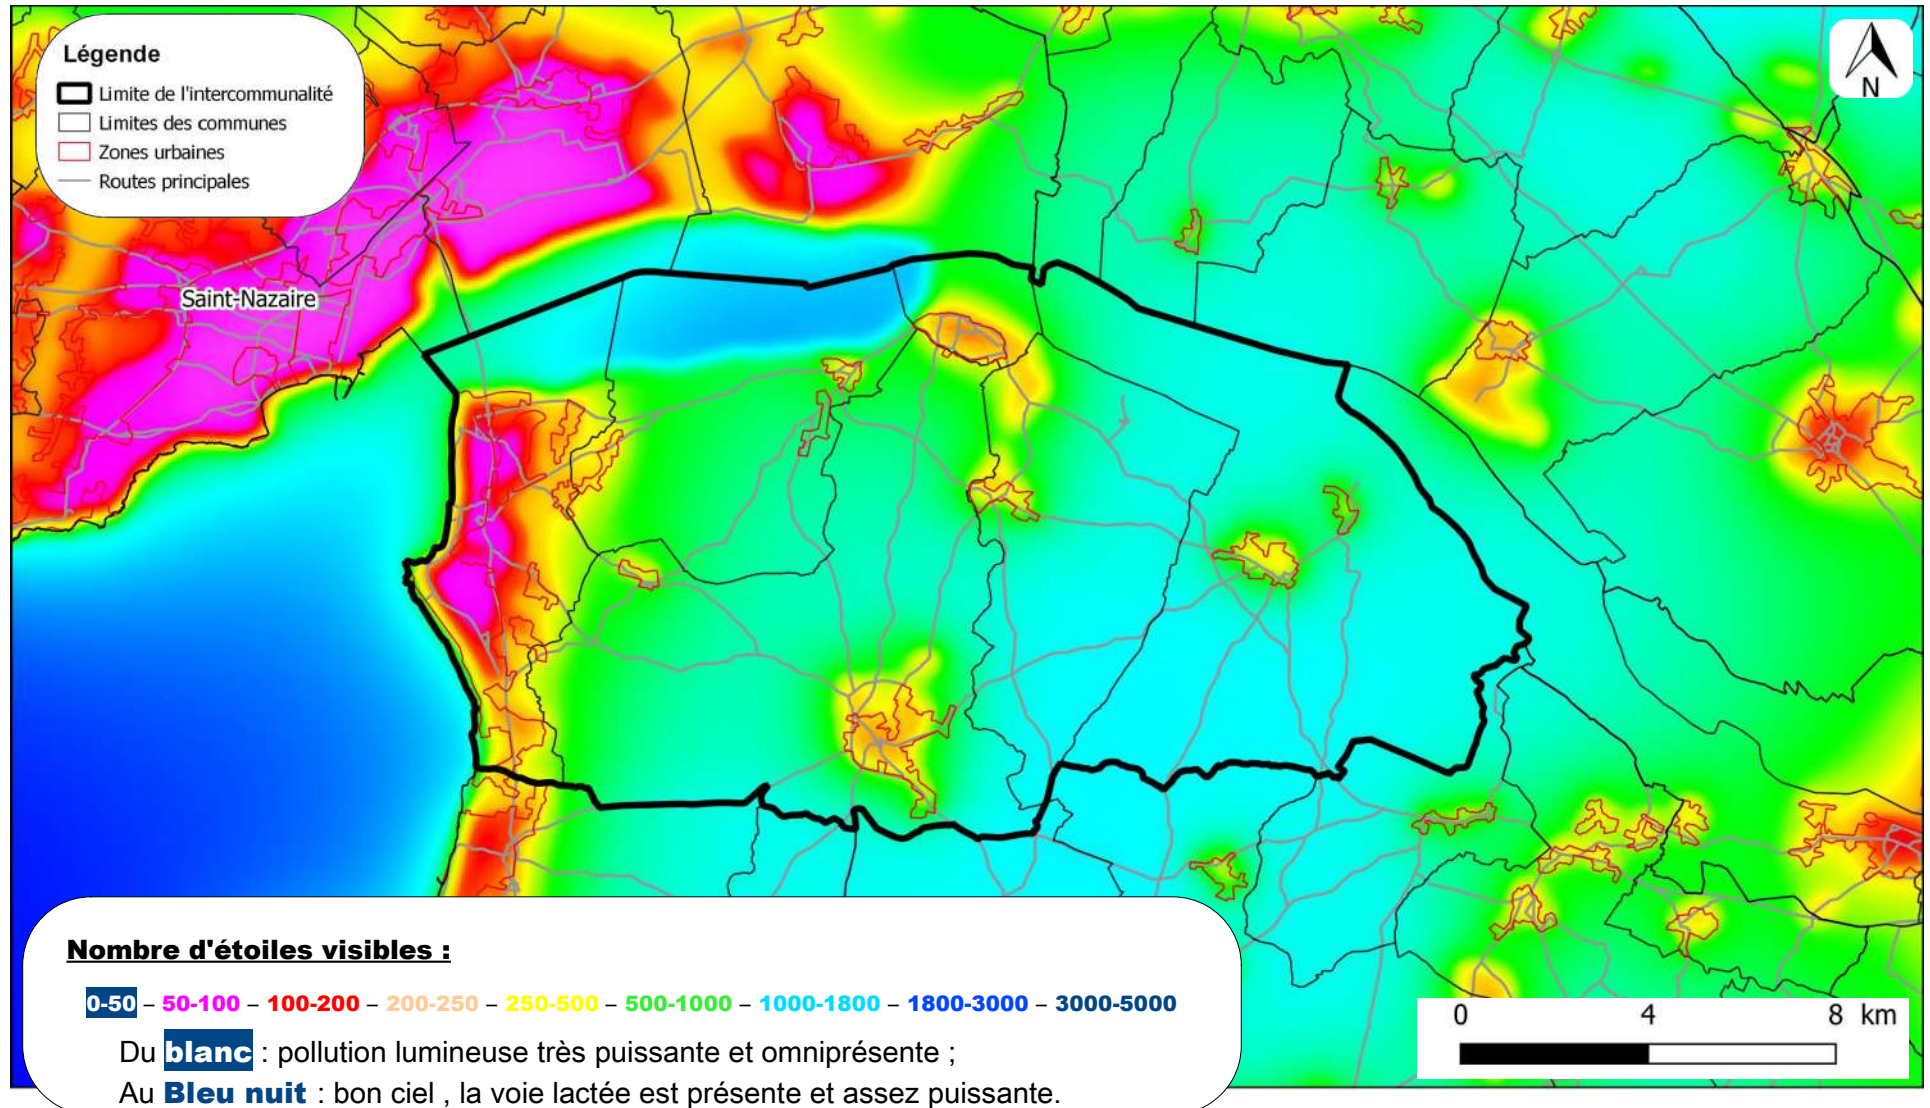 Légende
Limite de l'intercommunalité
Limites des communes
Zones urbaines
Routes principales
N
Saint-Nazaire
Nombre d'étoiles visibles :
0-50 – 50-100 – 100-200 – 200-250 – 250-500 – 500-1000 – 1000-1800 – 1800-3000 – 3000-5000
Du blanc : pollution lumineuse très puissante et omniprésente ;
Au Bleu nuit : bon ciel , la voie lactée est présente et assez puissante.
0 4 8 km